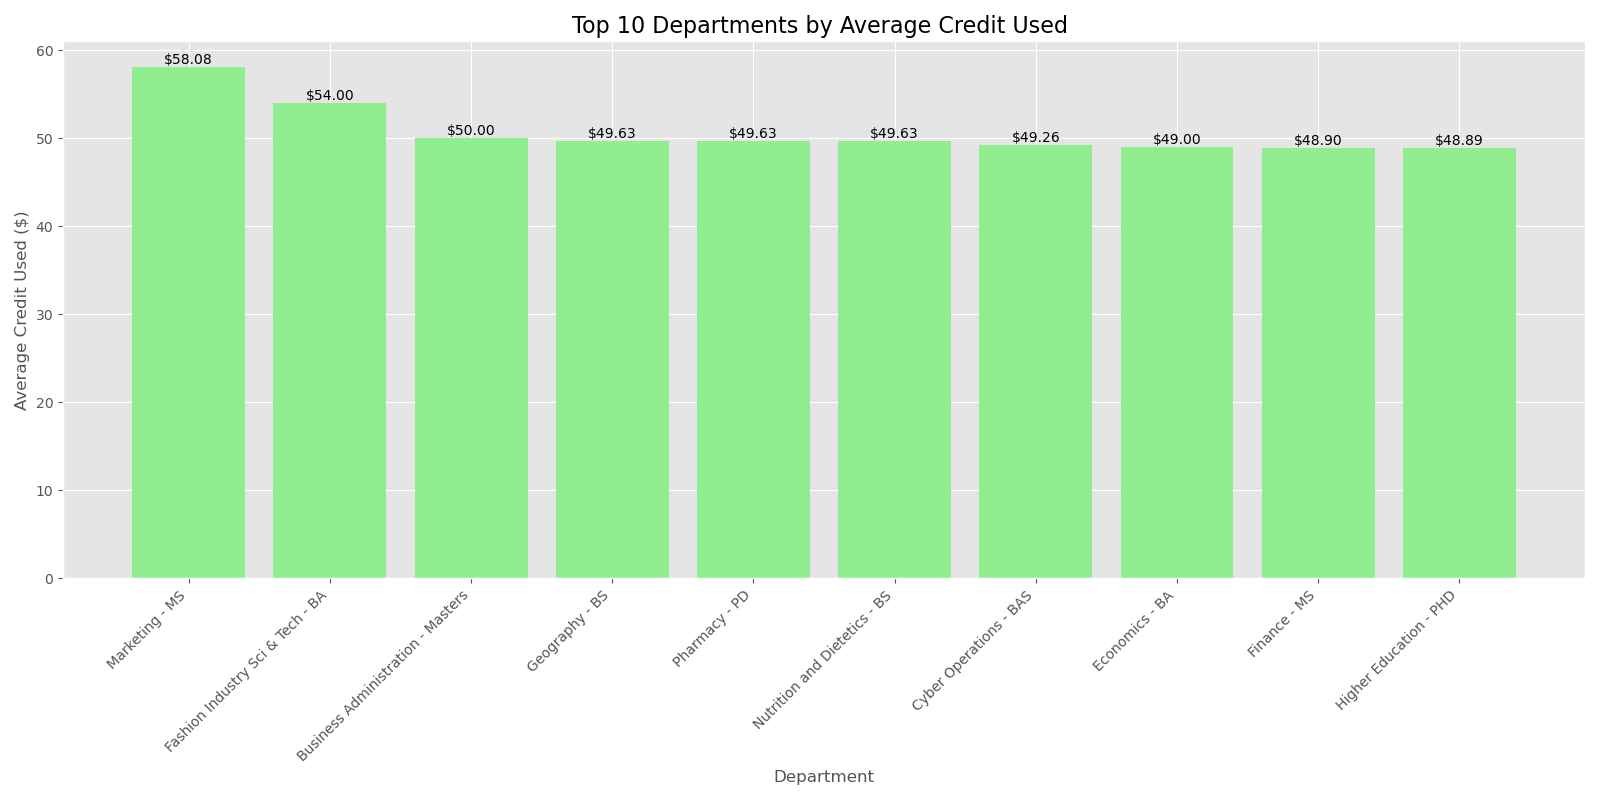 Top 10 Departments by Average Credit Used
Average Credit Used ($)
60
50
40
30
20
10
0
$58.08
$54.00
$50.00
$49.63
$49.63
$49.63
$49.26
$49.00
$48.90
$48.89
Marketing - MS
Fashion Industry Sci & Tech - BA
Business Administration - Masters
Geography - BS
Pharmacy - PD
Nutrition and Dietetics - BS
Cyber Operations - BAS
Economics - BA
Finance - MS
Higher Education - PHD
Department